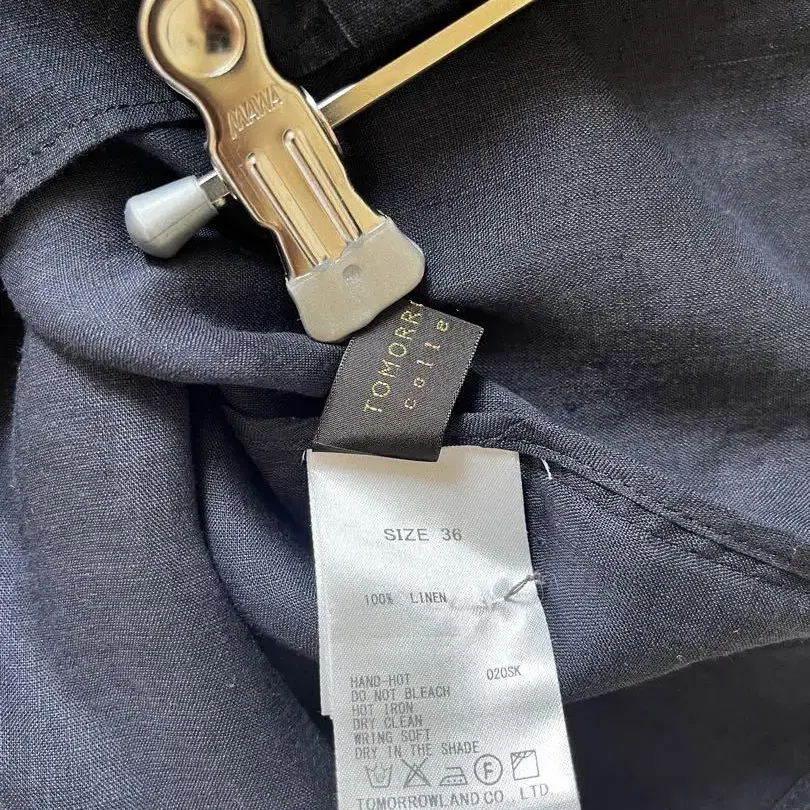 MAWA
TOMORR
colle
SIZE 36
100% LINEN
HAND-HOT 020SK
DO NOT BLEACH
HOT IRON
DRY CLEAN
WRING SOFT
DRY IN THE SHADE
F
TOMORROWLAND CO LTD